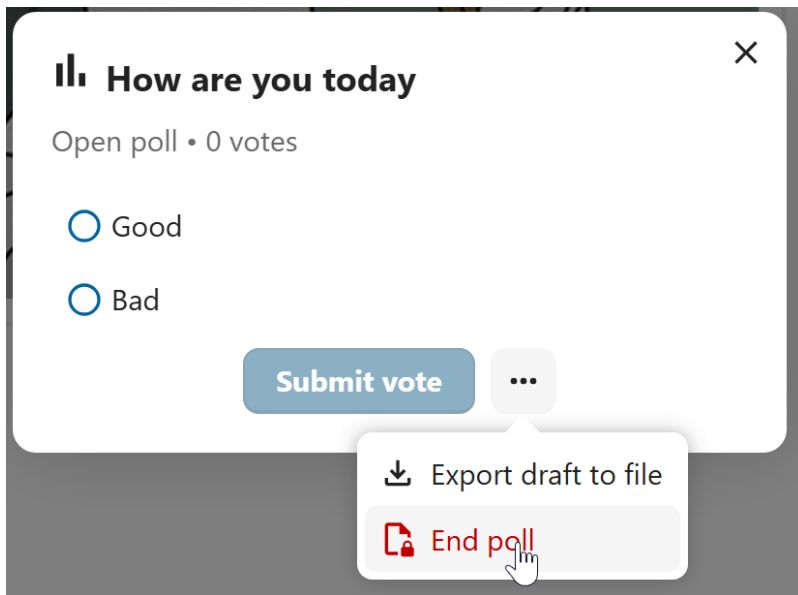 How are you today
Open poll • 0 votes
Good
Bad
Submit vote
Export draft to file
End poll